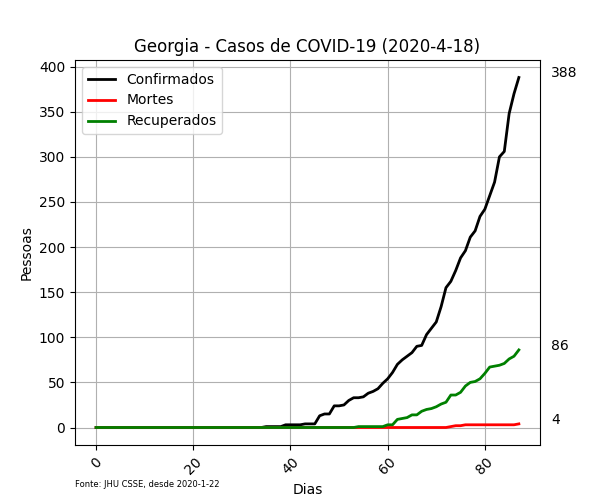 Georgia - Casos de COVID-19 (2020-4-18)
Confirmados
Mortes
Recuperados
400
350
300
250
200
150
100
50
0
Pessoas
388
86
4
0
20
40
60
80
Dias
Fonte: JHU CSSE, desde 2020-1-22